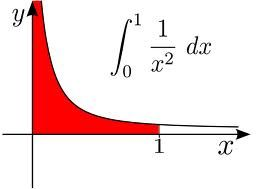 y
∫₀¹ 1/x² dx
1
x